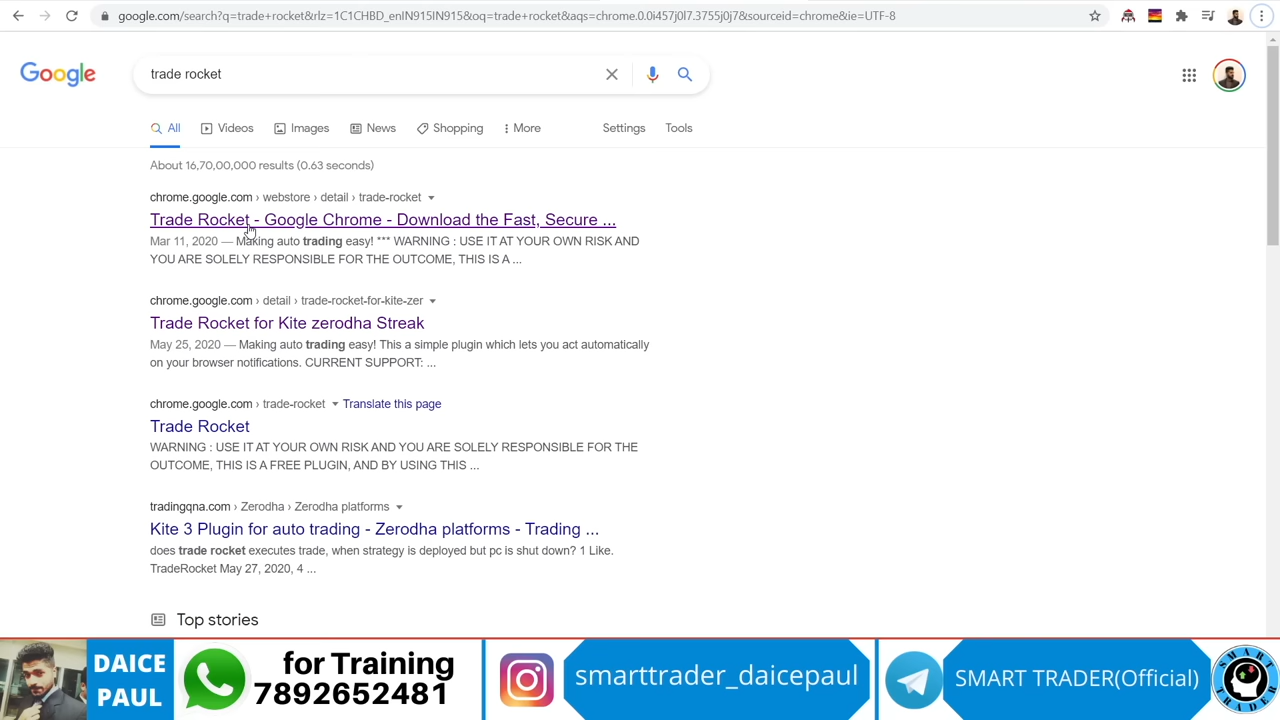 google.com/search?q=trade+rocket&rlz=1C1CHBD_enIN915IN915&oq=trade+rocket&aqs=chrome.0.0i457j0l7.3755j0j7&sourceid=chrome&ie=UTF-8
Google
trade rocket
All Videos Images News Shopping More Settings Tools
About 16,70,00,000 results (0.63 seconds)
chrome.google.com › webstore › detail › trade-rocket
Trade Rocket - Google Chrome - Download the Fast, Secure ...
Mar 11, 2020 — Making auto trading easy! *** WARNING : USE IT AT YOUR OWN RISK AND
YOU ARE SOLELY RESPONSIBLE FOR THE OUTCOME, THIS IS A ...
chrome.google.com › detail › trade-rocket-for-kite-zer
Trade Rocket for Kite zerodha Streak
May 25, 2020 — Making auto trading easy! This a simple plugin which lets you act automatically
on your browser notifications. CURRENT SUPPORT: ...
chrome.google.com › trade-rocket Translate this page
Trade Rocket
WARNING : USE IT AT YOUR OWN RISK AND YOU ARE SOLELY RESPONSIBLE FOR THE
OUTCOME, THIS IS A FREE PLUGIN, AND BY USING THIS ...
tradingqna.com › Zerodha › Zerodha platforms
Kite 3 Plugin for auto trading - Zerodha platforms - Trading ...
does trade rocket executes trade, when strategy is deployed but pc is shut down? 1 Like.
TradeRocket May 27, 2020, 4 ...
Top stories
DAICE
PAUL
for Training
7892652481
smarttrader_daicepaul
SMART TRADER(Official)
SMART
TRADER